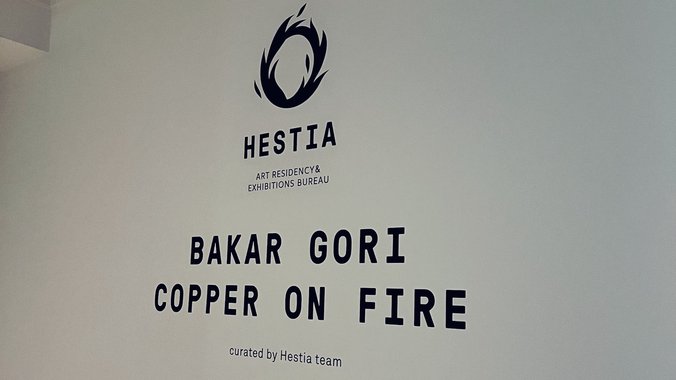 HESTIA
ART RESIDENCY&
EXHIBITIONS BUREAU
BAKAR GORI
COPPER ON FIRE
curated by Hestia team